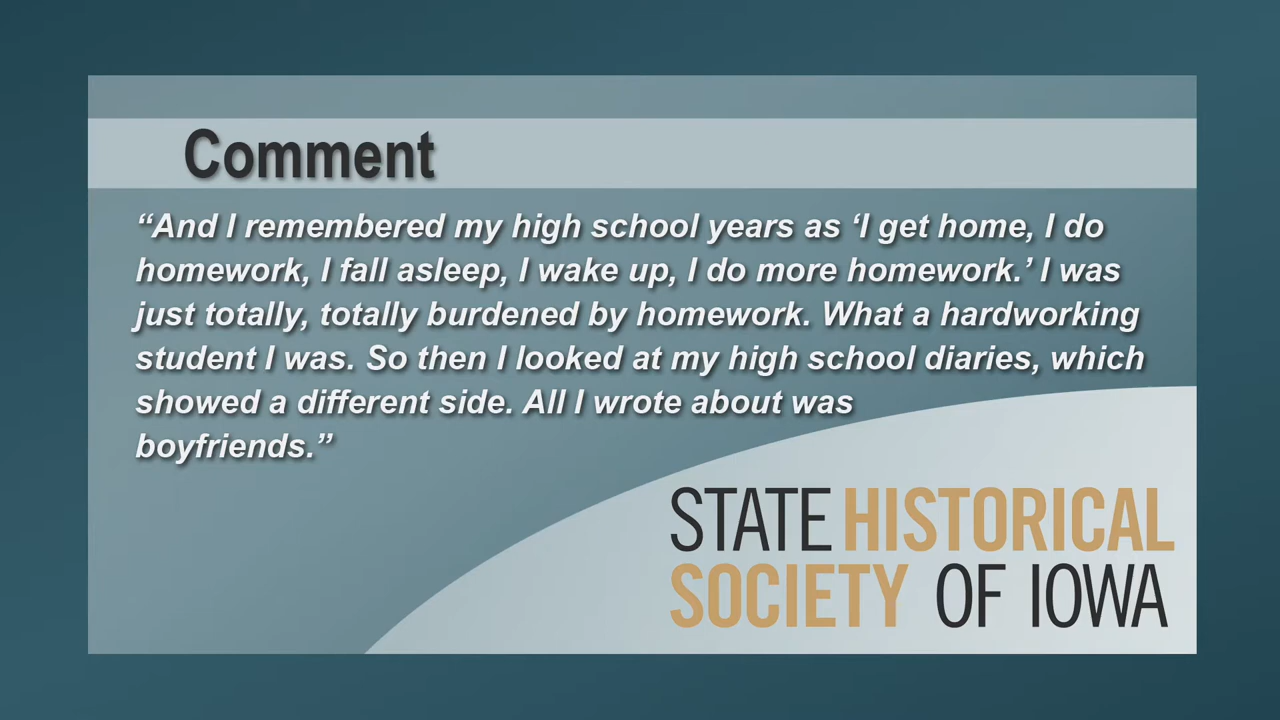 Comment
“And I remembered my high school years as ‘I get home, I do
homework, I fall asleep, I wake up, I do more homework.’ I was
just totally, totally burdened by homework. What a hardworking
student I was. So then I looked at my high school diaries, which
showed a different side. All I wrote about was
boyfriends.”
STATE HISTORICAL
SOCIETY OF IOWA